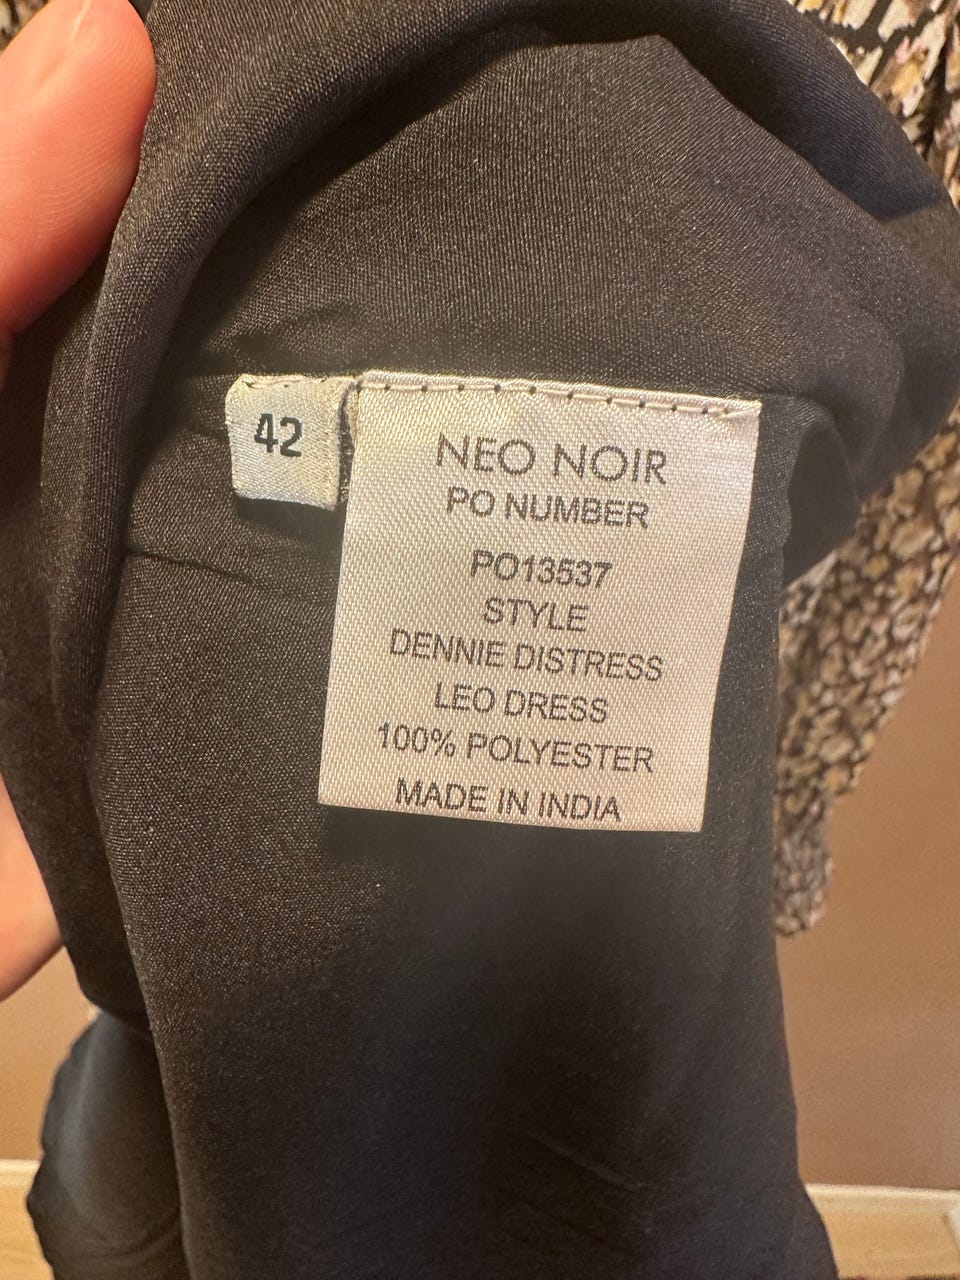 42
NEO NOIR
PO NUMBER
PO13537
STYLE
DENNIE DISTRESS
LEO DRESS
100% POLYESTER
MADE IN INDIA